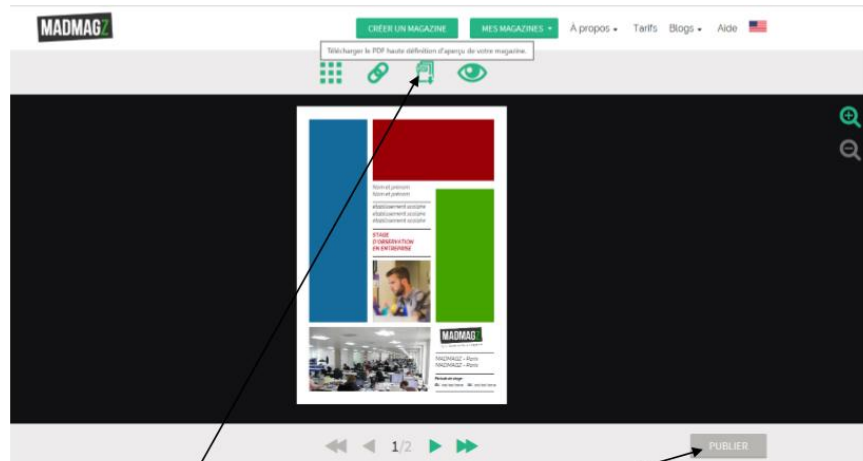 MADMAGZ
CRÉER UN MAGAZINE
MES MAGAZINES
À propos
Tarifs
Blogs
Aide
Télécharger le PDF haute définition d'aperçu de votre magazine.
Nom et prénom
Nom et prénom
établissement scolaire
établissement scolaire
établissement scolaire
STAGE
D'OBSERVATION
EN ENTREPRISE
MADMAGZ
MADMAGZ - Paris
MADMAGZ - Paris
1/2
PUBLIER